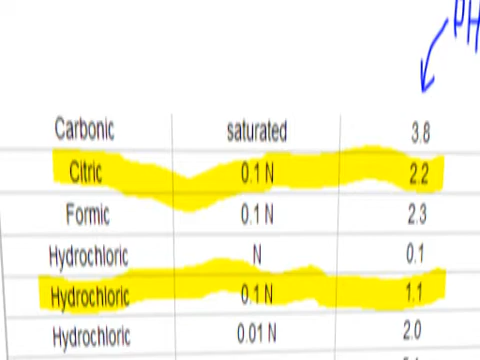 PH
Carbonic saturated 3.8
Citric 0.1 N 2.2
Formic 0.1 N 2.3
Hydrochloric N 0.1
Hydrochloric 0.1 N 1.1
Hydrochloric 0.01 N 2.0